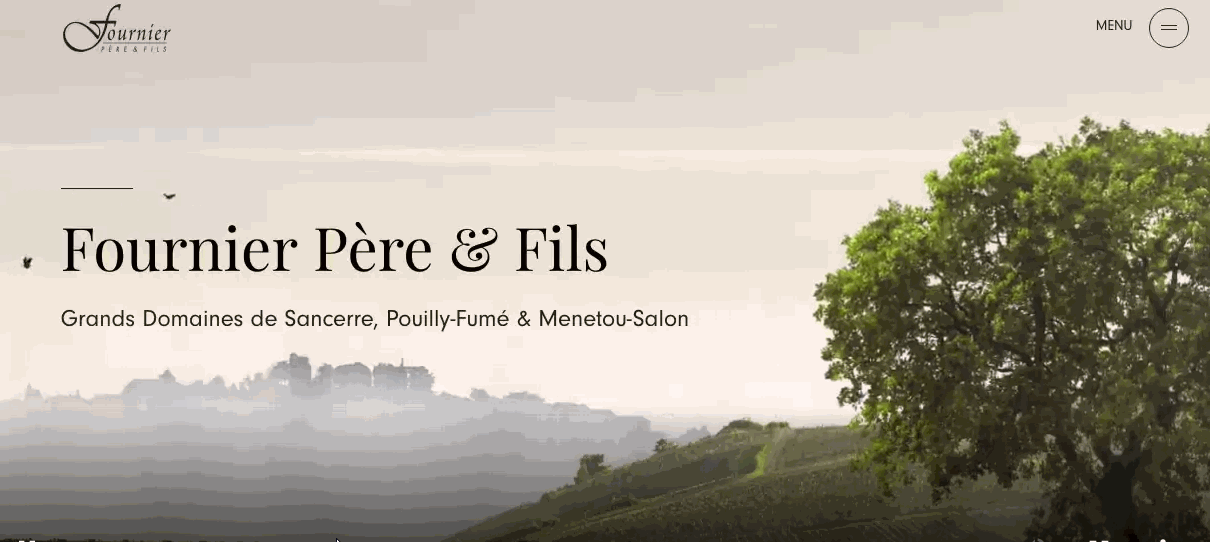 Fournier
PÈRE & FILS
MENU
Fournier Père & Fils
Grands Domaines de Sancerre, Pouilly-Fumé & Menetou-Salon